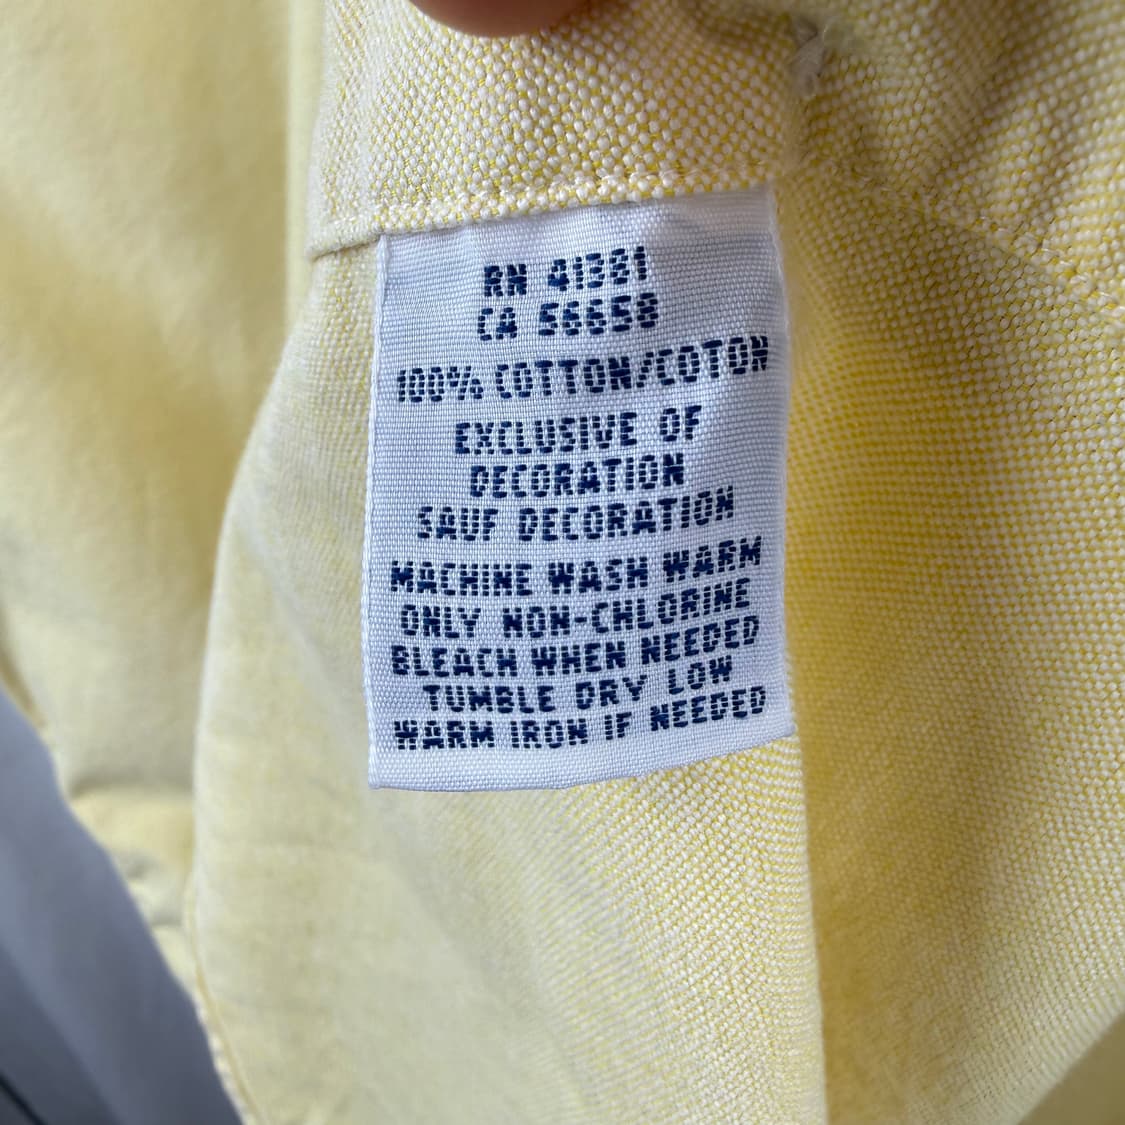 RN 41381
CA 56658
100% COTTON/COTON
EXCLUSIVE OF
DECORATION
SAUF DECORATION
MACHINE WASH WARM
ONLY NON-CHLORINE
BLEACH WHEN NEEDED
TUMBLE DRY LOW
WARM IRON IF NEEDED